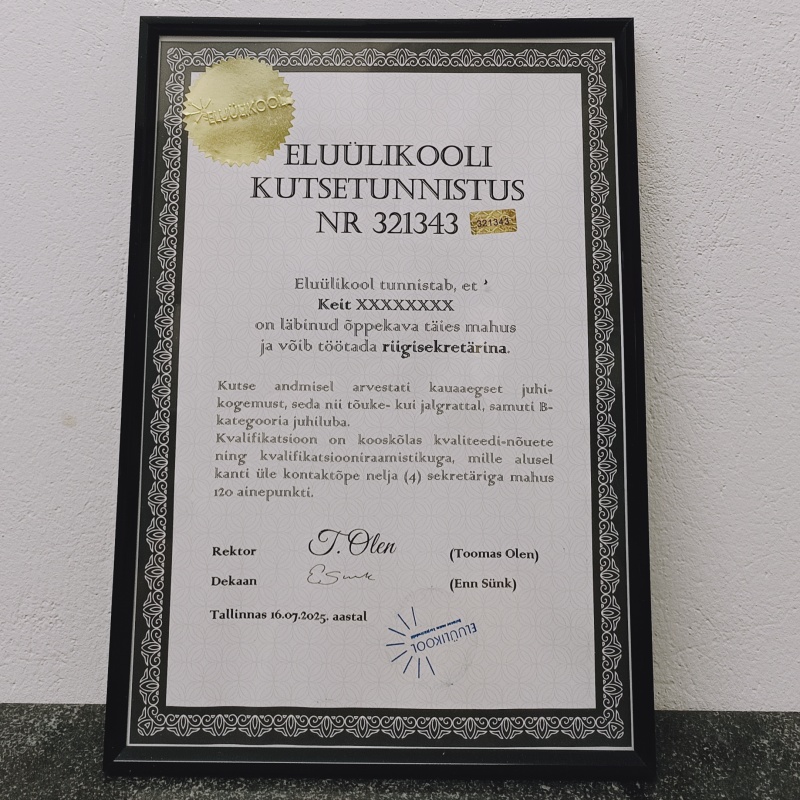 ELUÜLIKOOL
ELUÜLIKOOLI
KUTSETUNNISTUS
NR 321343 321343
Eluülikool tunnistab, et
Keit XXXXXXXX
on läbinud õppekava täies mahus
ja võib töötada riigisekretärina.
Kutse andmisel arvestati kauaaegset juhi-
kogemust, seda nii tõuke- kui jalgrattal, samuti B-
kategooria juhiluba.
Kvalifikatsioon on kooskõlas kvaliteedi-nõuete
ning kvalifikatsiooniraamistikuga, mille alusel
kanti üle kontaktõpe nelja (4) sekretäriga mahus
120 ainepunkti.
Rektor T. Olen (Toomas Olen)
Dekaan E Sünk (Enn Sünk)
Tallinnas 16.07.2025. aastal
ELUÜLIKOOL